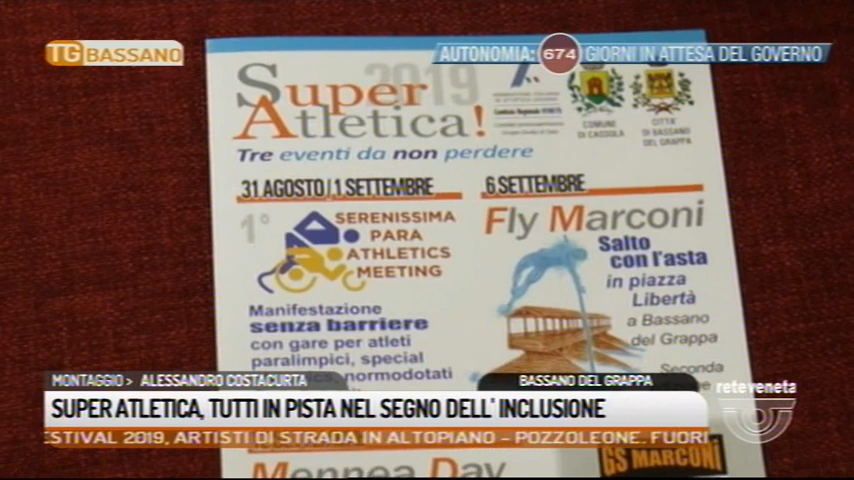 TG BASSANO
AUTONOMIA: 674 GIORNI IN ATTESA DEL GOVERNO
2019
Super
Atletica!
COMUNE
DI CASSOLA
CITTA'
DI BASSANO
DEL GRAPPA
Tre eventi da non perdere
31 AGOSTO/1 SETTEMBRE
1°
SERENISSIMA
PARA
ATHLETICS
MEETING
Manifestazione
senza barriere
con gare per atleti
paralimpici, special
normodotati
6 SETTEMBRE
Fly Marconi
Salto
con l'asta
in piazza
Libertà
a Bassano
del Grappa
Seconda
MONTAGGIO> ALESSANDRO COSTACURTA
BASSANO DEL GRAPPA
reteveneta
SUPER ATLETICA, TUTTI IN PISTA NEL SEGNO DELL' INCLUSIONE
ESTIVAL 2019, ARTISTI DI STRADA IN ALTOPIANO - POZZOLEONE. FUORI
Mennea Day
GS MARCONI